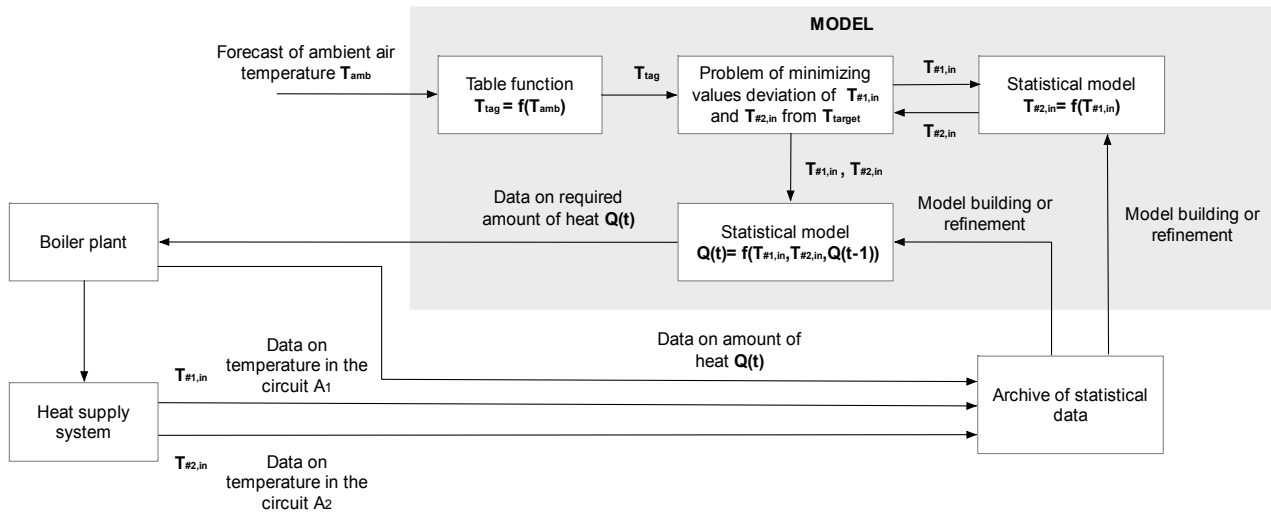 MODEL
Forecast of ambient air
temperature Tamb
Table function
Ttag = f(Tamb)
Ttag
Problem of minimizing
values deviation of T#1,in
and T#2,in from Ttarget
T#1,in
T#2,in
Statistical model
T#2,in= f(T#1,in)
T#1,in , T#2,in
Data on required
amount of heat Q(t)
Statistical model
Q(t)= f(T#1,in,T#2,in,Q(t-1))
Model building or
refinement
Model building or
refinement
Boiler plant
Data on amount of
heat Q(t)
Data on
temperature in the
circuit A1
T#1,in
Heat supply
system
Archive of statistical
data
T#2,in
Data on
temperature in the
circuit A2